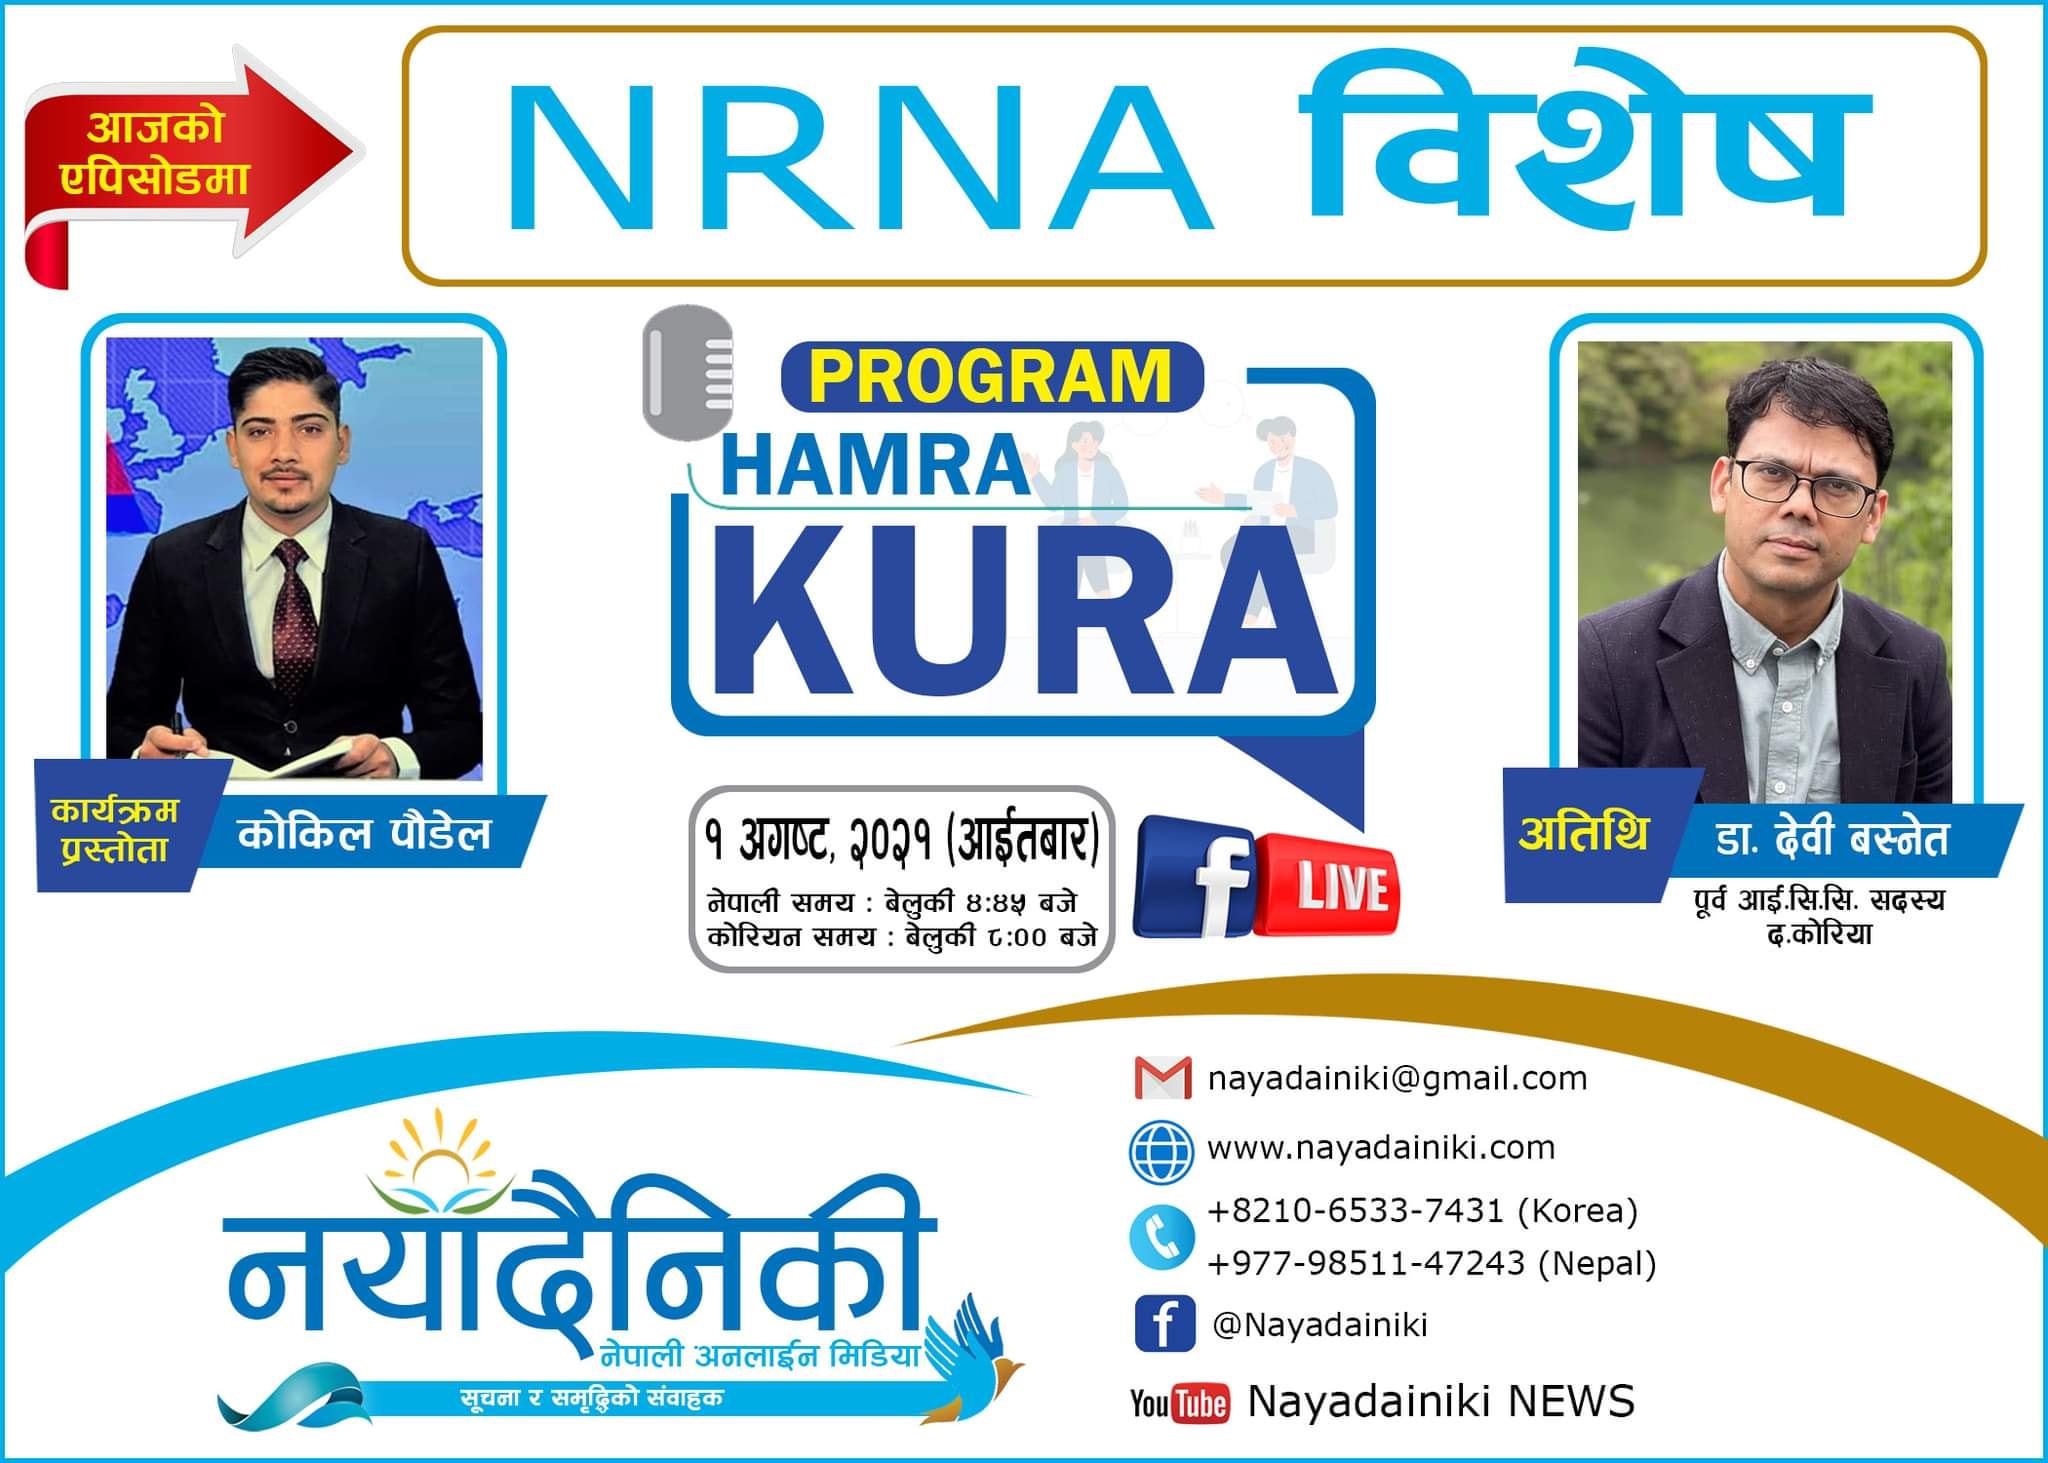 आजको
एपिसोडमा
NRNA विशेष
PROGRAM
HAMRA
KURA
कार्यक्रम
प्रस्तोता
कोकिल पौडेल
१ अगष्ट, २०२१ (आईतबार)
नेपाली समय : बेलुकी ४:४५ बजे
कोरियन समय : बेलुकी ८:०० बजे
f LIVE
अतिथि
डा. देवी बस्नेत
पूर्व आई.सि.सि. सदस्य
द.कोरिया
नयाँदैनिकी
नेपाली अनलाईन मिडिया
सूचना र समृद्धिको संवाहक
nayadainiki@gmail.com
www.nayadainiki.com
+8210-6533-7431 (Korea)
+977-98511-47243 (Nepal)
f @Nayadainiki
YouTube Nayadainiki NEWS